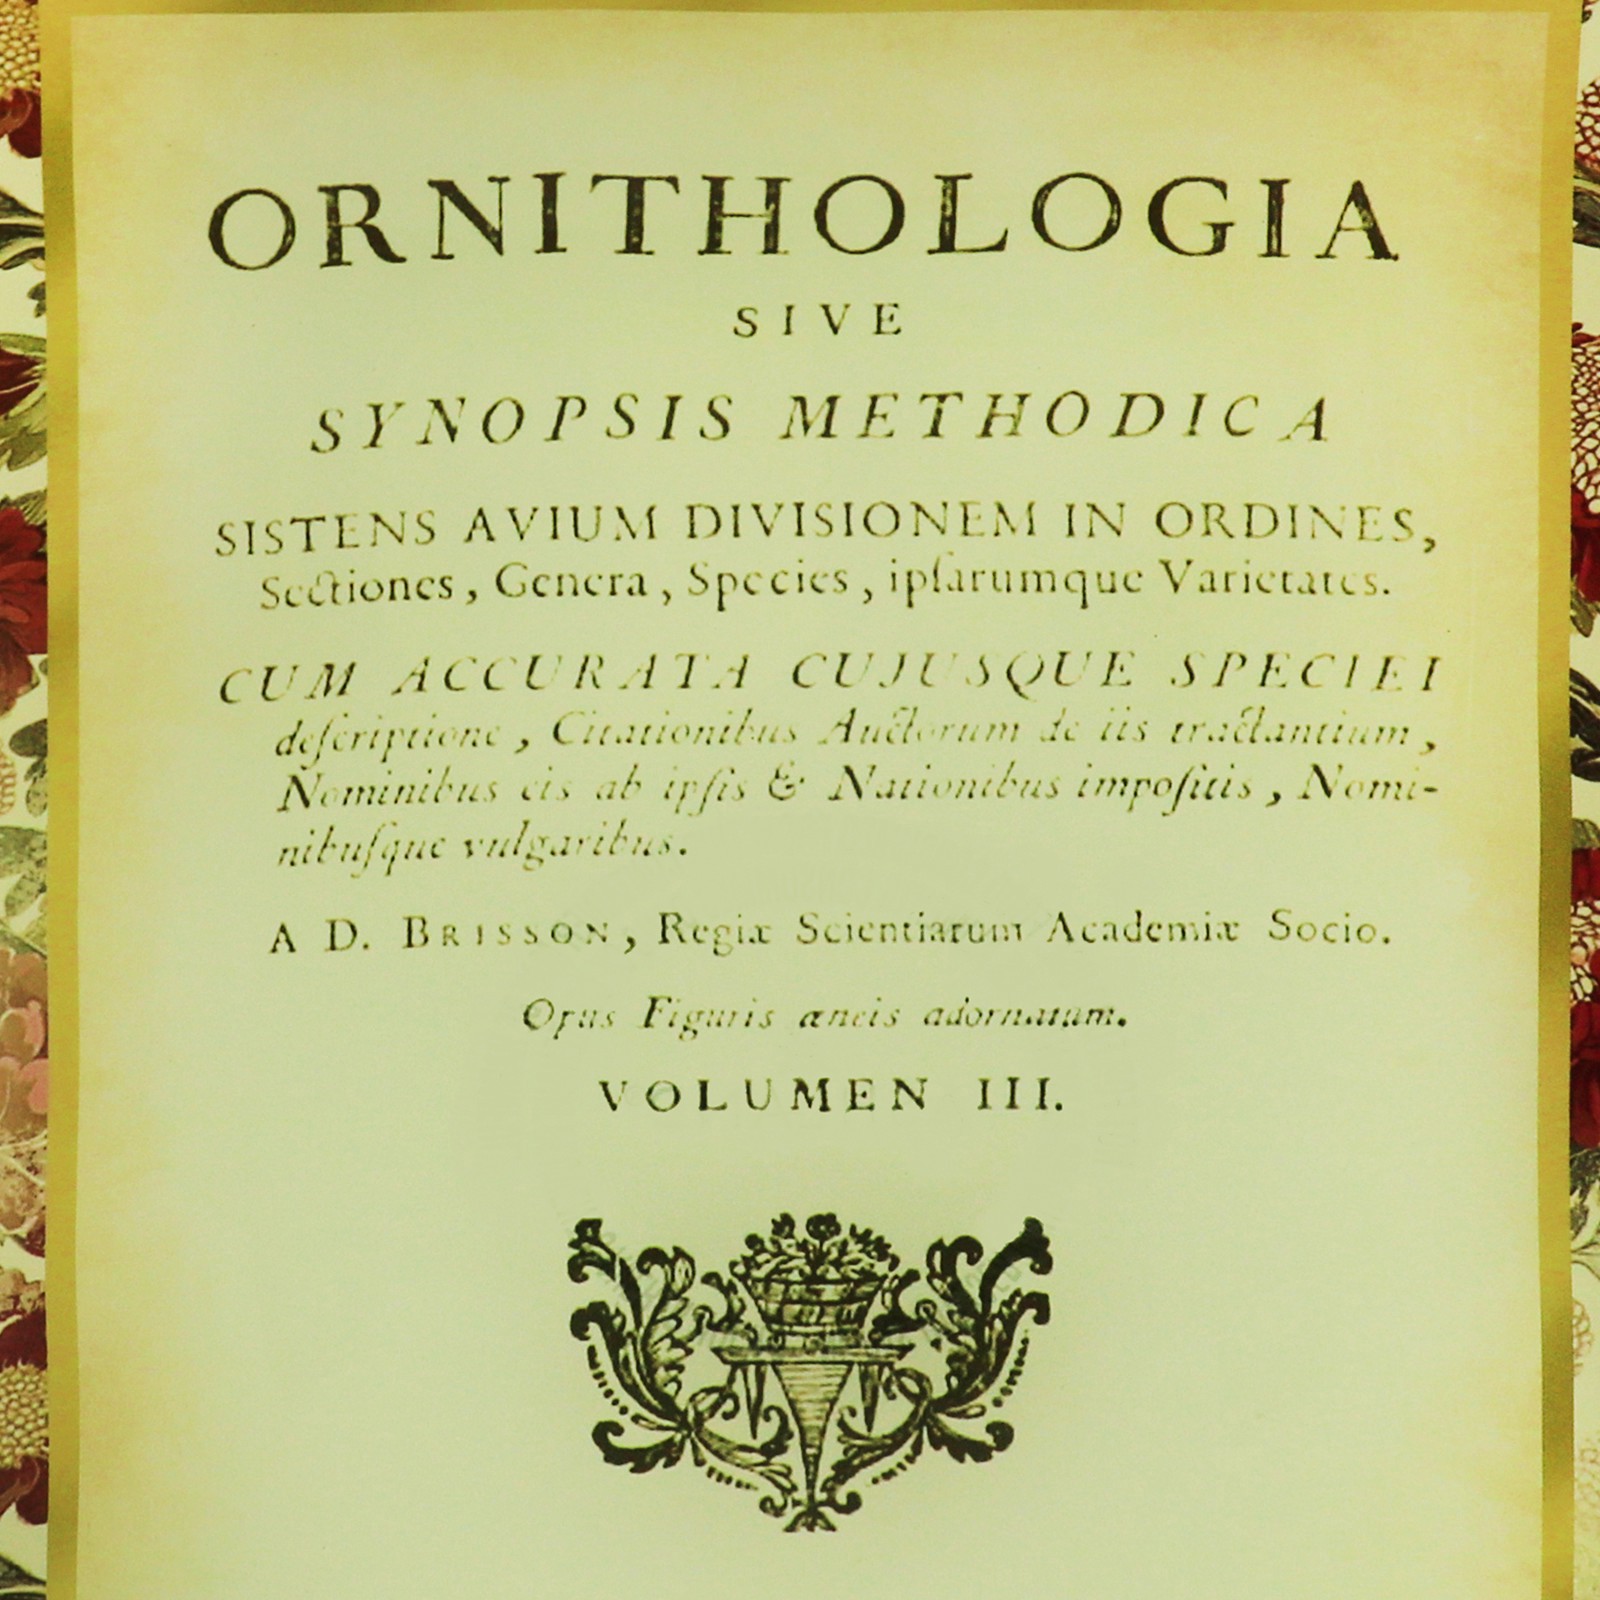 ORNITHOLOGIA
SIVE
SYNOPSIS METHODICA
SISTENS AVIUM DIVISIONEM IN ORDINES,
Sectiones, Genera, Species, ipſarumque Varietates.
CUM ACCURATA CUJUSQUE SPECIEI
deſcriptione, Citationibus Auctorum de iis tractantium,
Nominibus eis ab ipſis & Nationibus impoſitis, Nomi-
nibuſque vulgaribus.
A D. BRISSON, Regiæ Scientiarum Academiæ Socio.
Opus Figuris æneis adornatum.
VOLUMEN III.